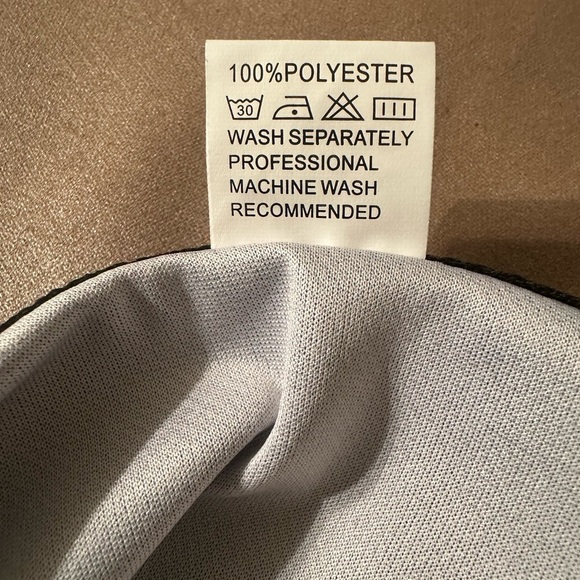 100%POLYESTER
30
WASH SEPARATELY
PROFESSIONAL
MACHINE WASH
RECOMMENDED